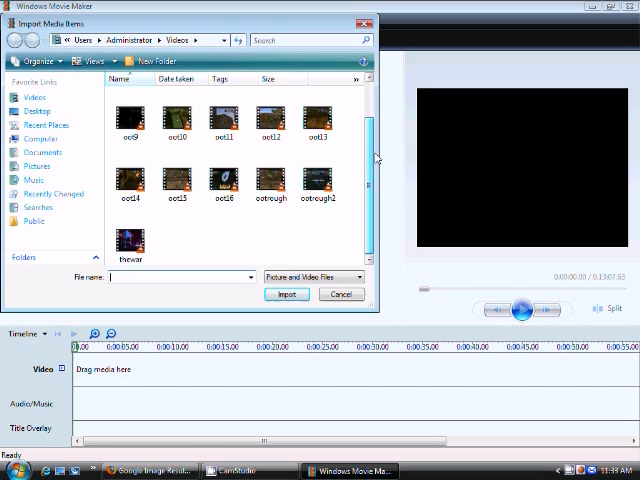 Windows Movie Maker
Import Media Items
« Users ▸ Administrator ▸ Videos ▸
Search
Organize
Views
New Folder
Favorite Links
Videos
Desktop
Recent Places
Computer
Documents
Pictures
Music
Recently Changed
Searches
Public
Folders
Name
Date taken
Tags
Size
»
oot9
oot10
oot11
oot12
oot13
oot14
oot15
oot16
ootrough
ootrough2
thewar
File name:
Picture and Video Files
Import
Cancel
0:00:00.00 / 0:13:07.63
Split
Timeline
00.00 0:00:05.00 0:00:10.00 0:00:15.00 0:00:20.00 0:00:25.00 0:00:30.00 0:00:35.00 0:00:40.00 0:00:45.00 0:00:50.00 0:00:55.00
Video
Drag media here
Audio/Music
Title Overlay
Ready
»
Google Image Resul...
CamStudio
Windows Movie Ma...
11:33 AM